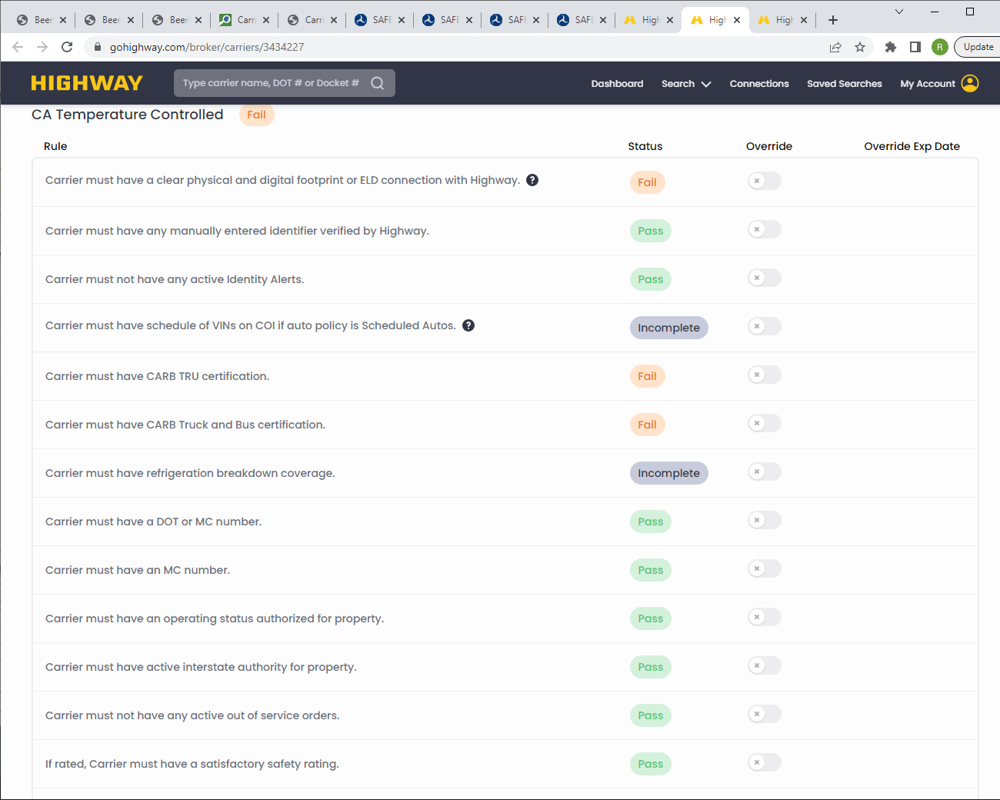 Beer Beer Beer Carri Carri SAFE SAFE SAFE SAFE High High High
gohighway.com/broker/carriers/3434227 R Update
HIGHWAY Type carrier name, DOT # or Docket # Dashboard Search Connections Saved Searches My Account
CA Temperature Controlled Fail
Rule Status Override Override Exp Date
Carrier must have a clear physical and digital footprint or ELD connection with Highway. ? Fail
Carrier must have any manually entered identifier verified by Highway. Pass
Carrier must not have any active Identity Alerts. Pass
Carrier must have schedule of VINs on COI if auto policy is Scheduled Autos. ? Incomplete
Carrier must have CARB TRU certification. Fail
Carrier must have CARB Truck and Bus certification. Fail
Carrier must have refrigeration breakdown coverage. Incomplete
Carrier must have a DOT or MC number. Pass
Carrier must have an MC number. Pass
Carrier must have an operating status authorized for property. Pass
Carrier must have active interstate authority for property. Pass
Carrier must not have any active out of service orders. Pass
If rated, Carrier must have a satisfactory safety rating. Pass